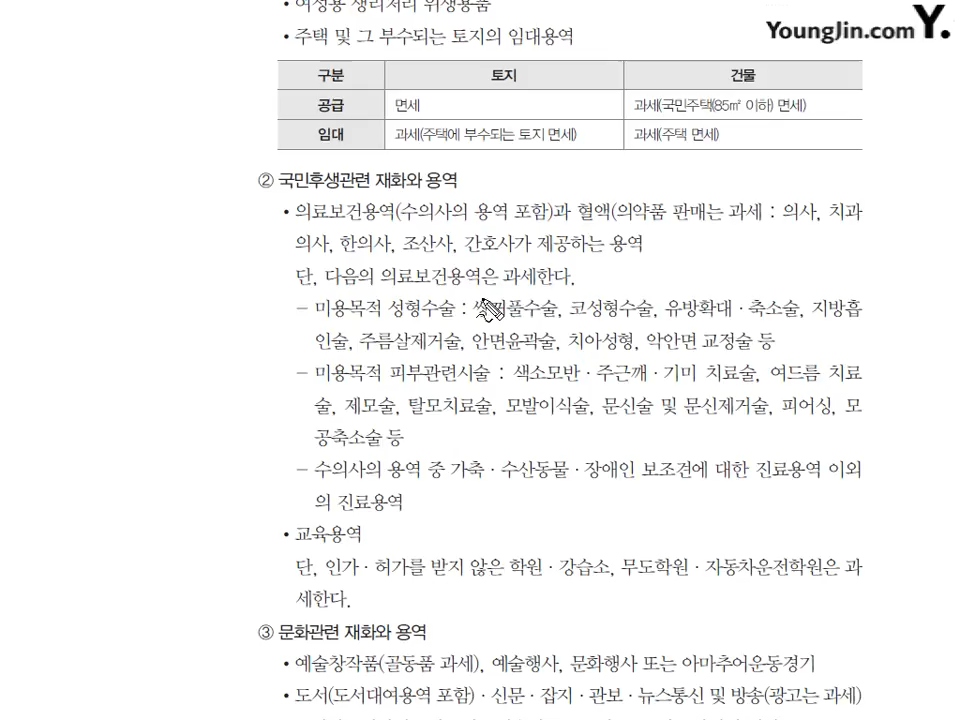 • 여성용 생리처리 위생용품
YoungJin.com Y.
• 주택 및 그 부수되는 토지의 임대용역
구분 토지 건물
공급 면세 과세(국민주택(85㎡ 이하) 면세)
임대 과세(주택에 부수되는 토지 면세) 과세(주택 면세)
② 국민후생관련 재화와 용역
• 의료보건용역(수의사의 용역 포함)과 혈액(의약품 판매는 과세 : 의사, 치과
의사, 한의사, 조산사, 간호사가 제공하는 용역
단, 다음의 의료보건용역은 과세한다.
– 미용목적 성형수술 : 쌍꺼풀수술, 코성형수술, 유방확대 · 축소술, 지방흡
인술, 주름살제거술, 안면윤곽술, 치아성형, 악안면 교정술 등
– 미용목적 피부관련시술 : 색소모반 · 주근깨 · 기미 치료술, 여드름 치료
술, 제모술, 탈모치료술, 모발이식술, 문신술 및 문신제거술, 피어싱, 모
공축소술 등
– 수의사의 용역 중 가축 · 수산동물 · 장애인 보조견에 대한 진료용역 이외
의 진료용역
• 교육용역
단, 인가 · 허가를 받지 않은 학원 · 강습소, 무도학원 · 자동차운전학원은 과
세한다.
③ 문화관련 재화와 용역
• 예술창작품(골동품 과세), 예술행사, 문화행사 또는 아마추어운동경기
• 도서(도서대여용역 포함) · 신문 · 잡지 · 관보 · 뉴스통신 및 방송(광고는 과세)